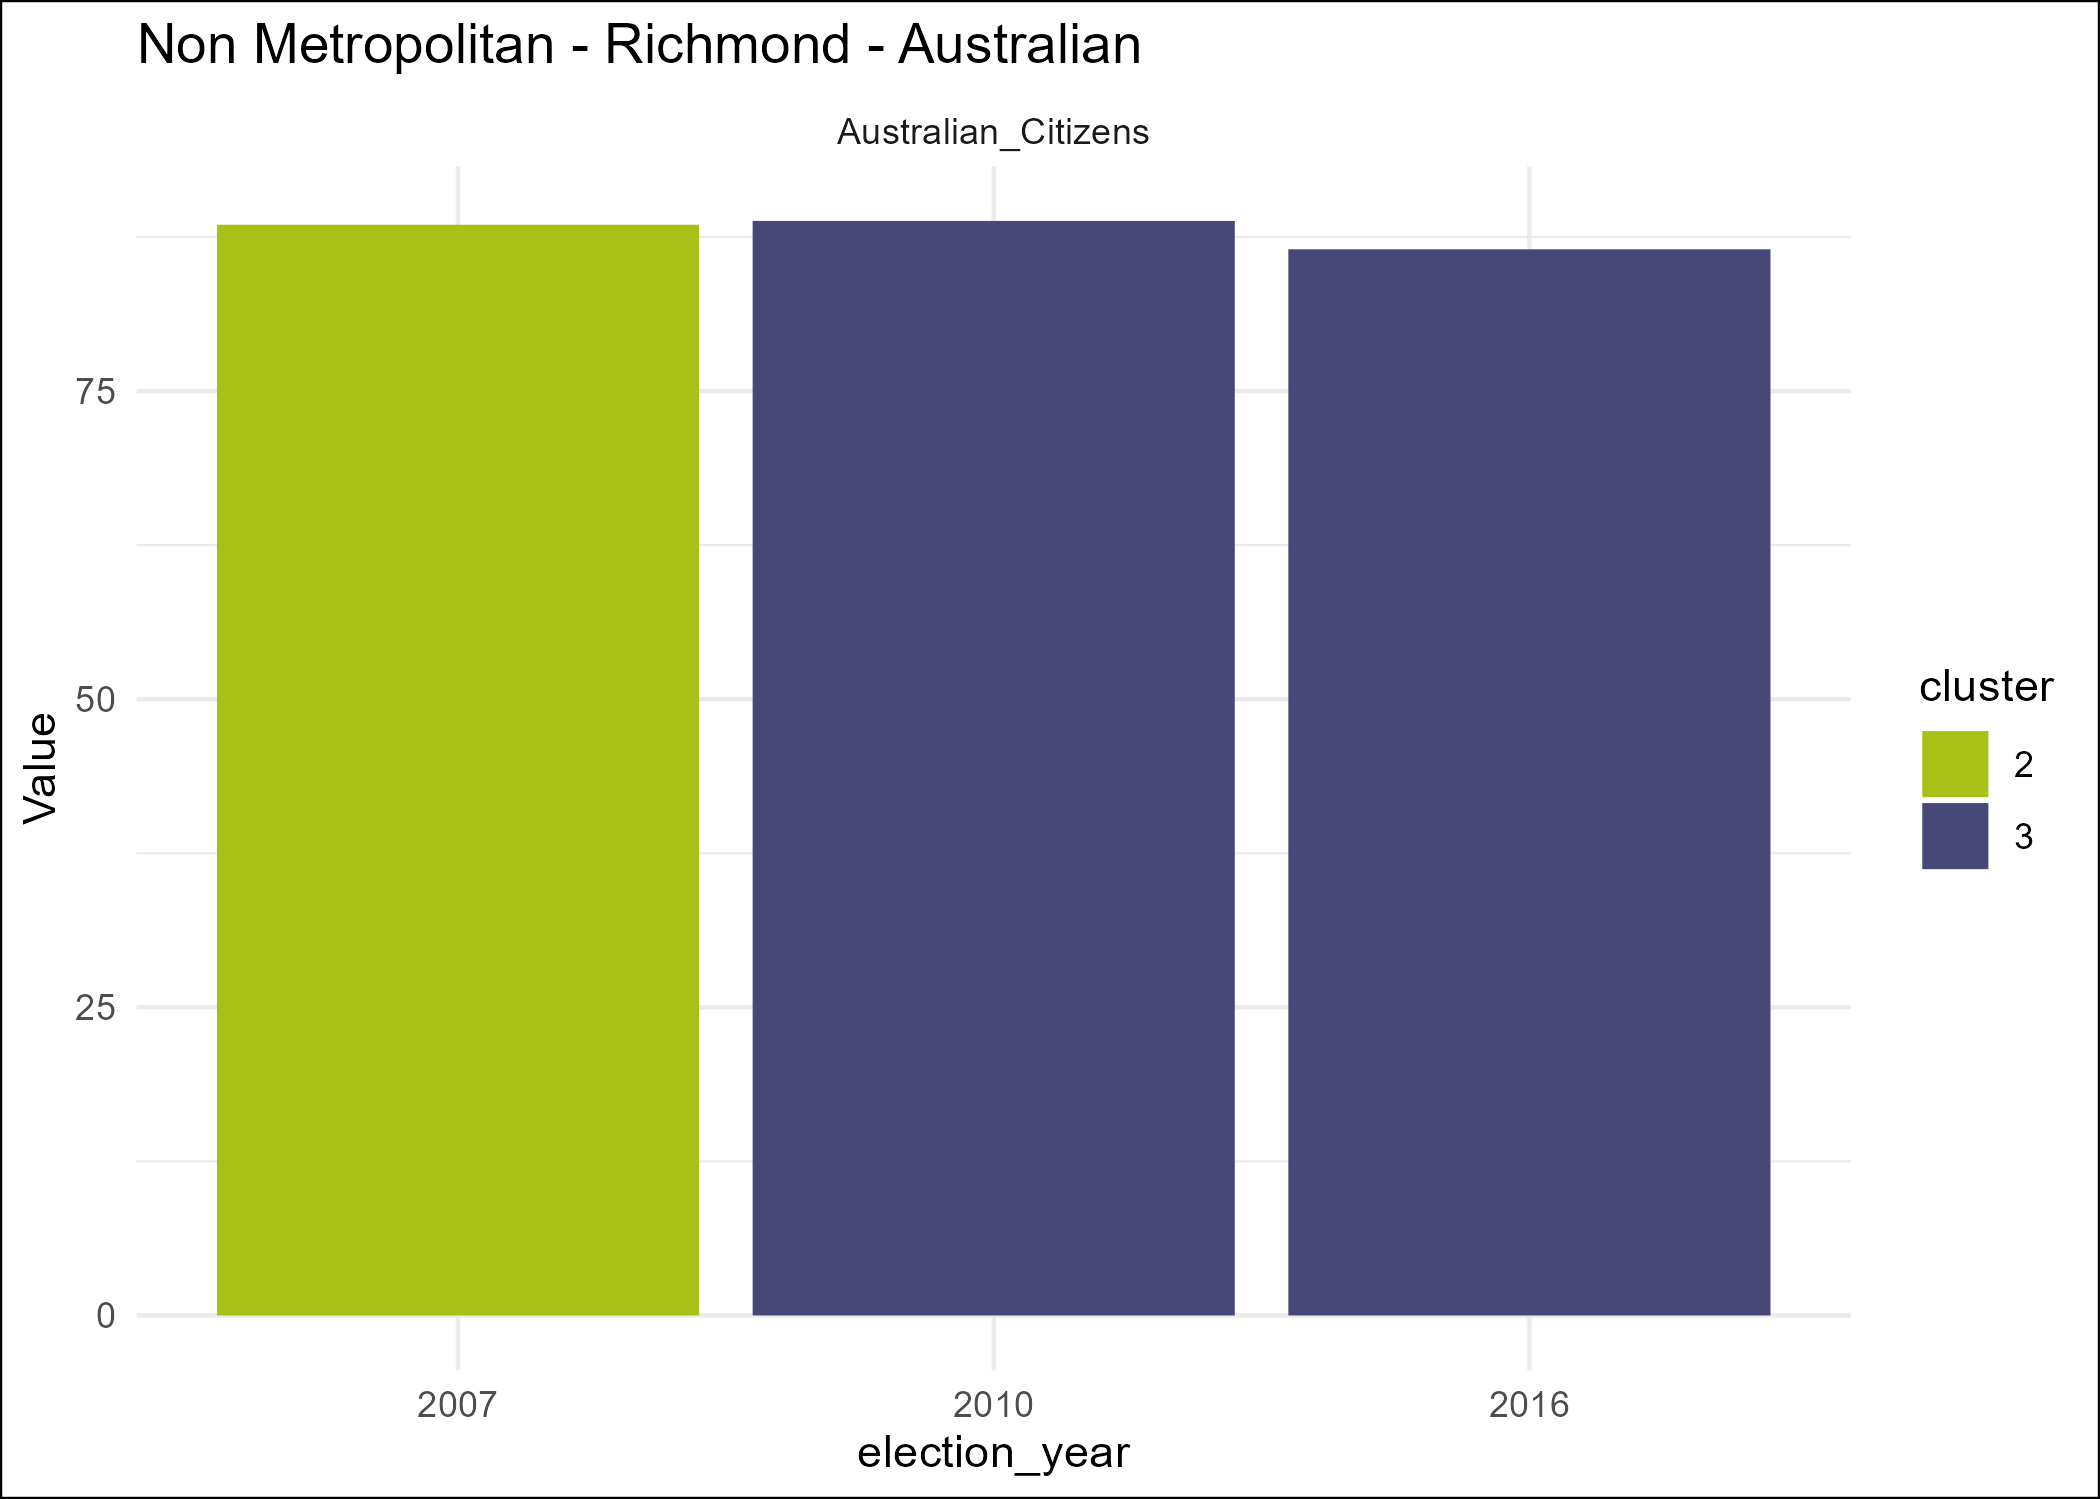 Non Metropolitan - Richmond - Australian
Australian_Citizens
75
50
25
0
Value
2007
2010
2016
election_year
cluster
2
3